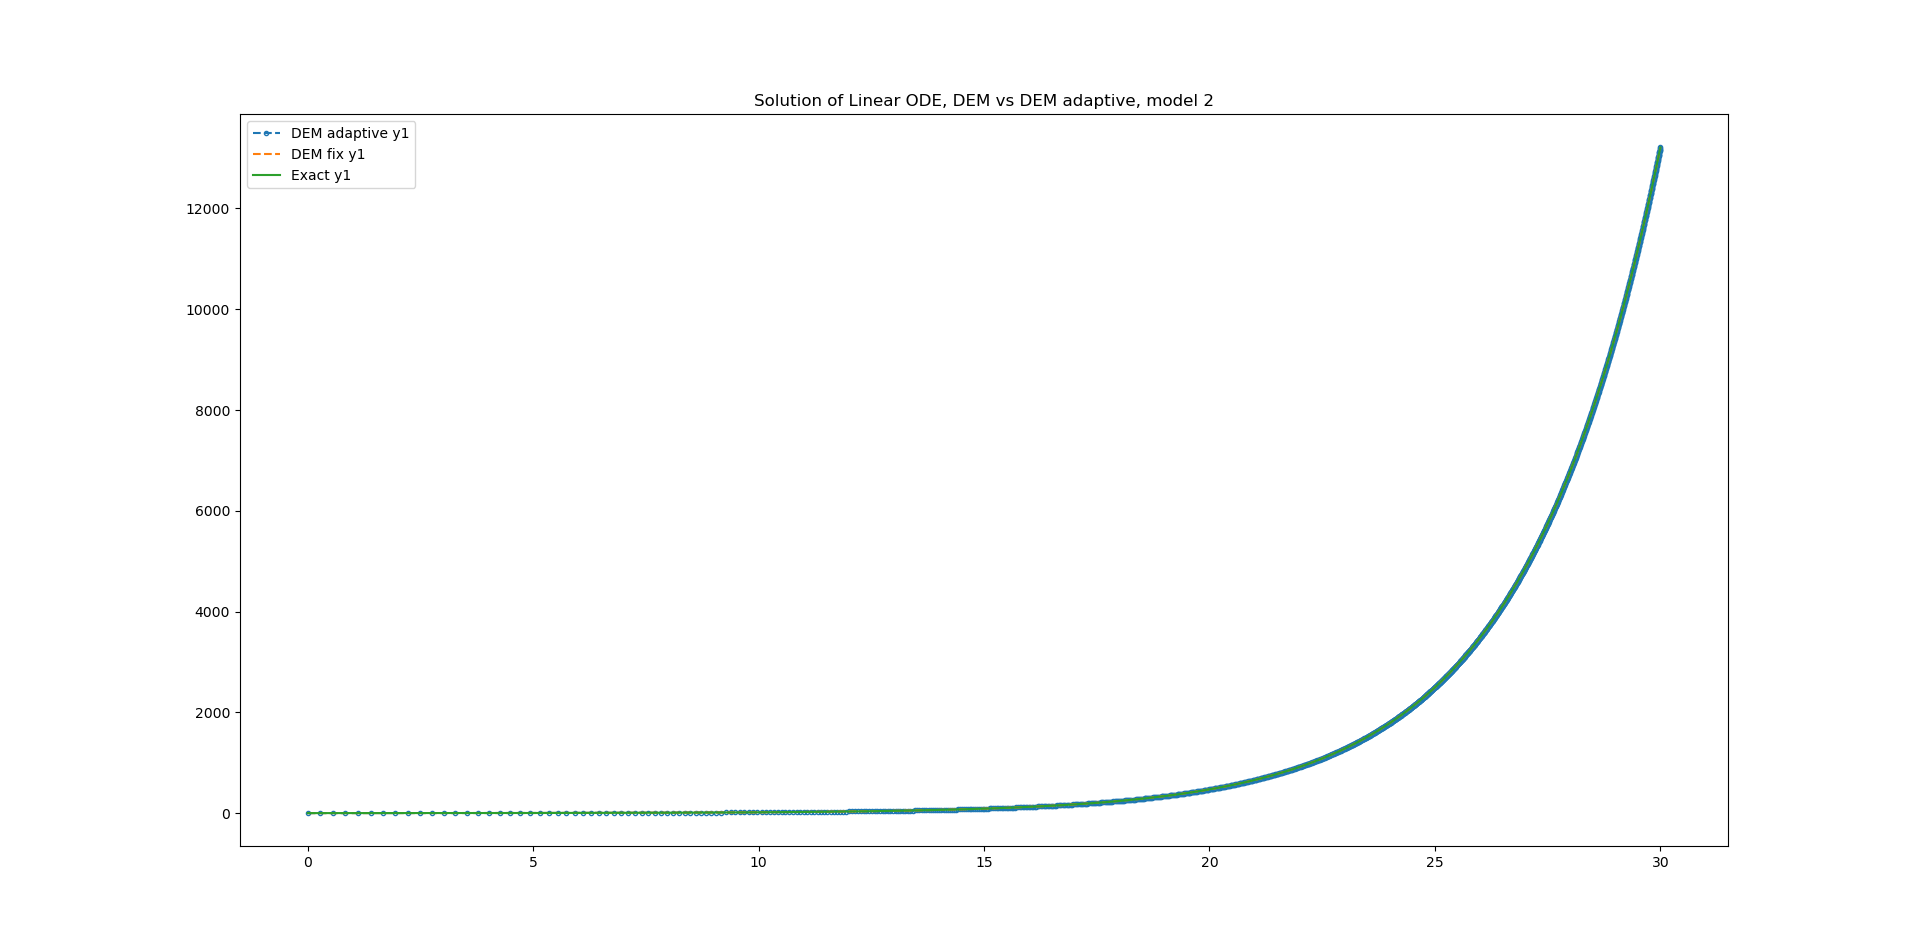 Solution of Linear ODE, DEM vs DEM adaptive, model 2
DEM adaptive y1
DEM fix y1
Exact y1
12000
10000
8000
6000
4000
2000
0
0 5 10 15 20 25 30